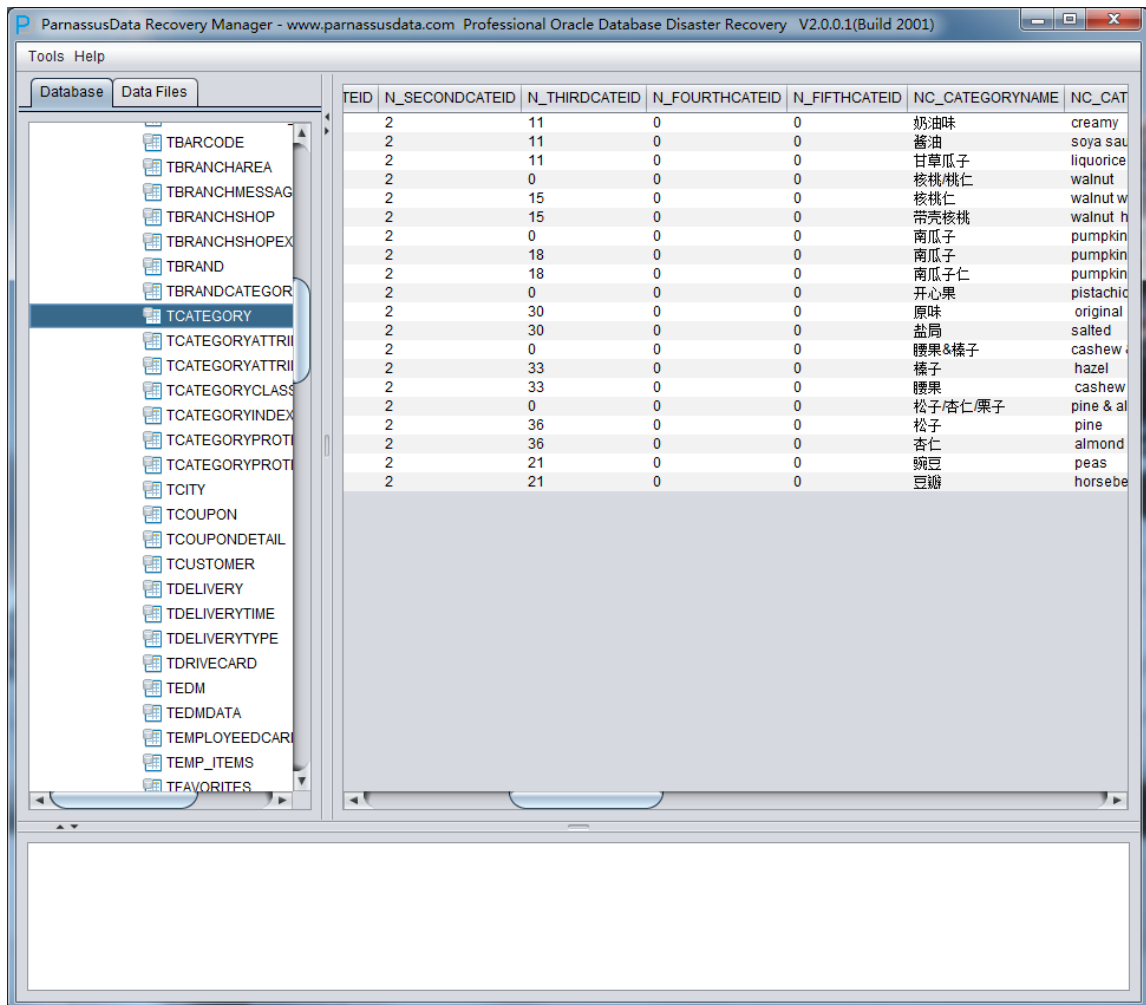 ParnassusData Recovery Manager - www.parnassusdata.com Professional Oracle Database Disaster Recovery V2.0.0.1(Build 2001)
Tools Help
Database Data Files
TBARCODE
TBRANCHAREA
TBRANCHMESSAG
TBRANCHSHOP
TBRANCHSHOPEX
TBRAND
TBRANDCATEGOR
TCATEGORY
TCATEGORYATTRI
TCATEGORYATTRI
TCATEGORYCLASS
TCATEGORYINDEX
TCATEGORYPROT
TCATEGORYPROT
TCITY
TCOUPON
TCOUPONDETAIL
TCUSTOMER
TDELIVERY
TDELIVERYTIME
TDELIVERYTYPE
TDRIVECARD
TEDM
TEDMDATA
TEMPLOYEEDCARI
TEMP_ITEMS
TFAVORITES
TEID N_SECONDCATEID N_THIRDCATEID N_FOURTHCATEID N_FIFTHCATEID NC_CATEGORYNAME NC_CAT
2 11 0 0 奶油味 creamy
2 11 0 0 酱油 soya sau
2 11 0 0 甘草瓜子 liquorice
2 0 0 0 核桃/桃仁 walnut
2 15 0 0 核桃仁 walnut w
2 15 0 0 带壳核桃 walnut h
2 0 0 0 南瓜子 pumpkin
2 18 0 0 南瓜子 pumpkin
2 18 0 0 南瓜子仁 pumpkin
2 0 0 0 开心果 pistachio
2 30 0 0 原味 original
2 30 0 0 盐局 salted
2 0 0 0 腰果&榛子 cashew
2 33 0 0 榛子 hazel
2 33 0 0 腰果 cashew
2 0 0 0 松子/杏仁/栗子 pine & al
2 36 0 0 松子 pine
2 36 0 0 杏仁 almond
2 21 0 0 豌豆 peas
2 21 0 0 豆瓣 horsebe